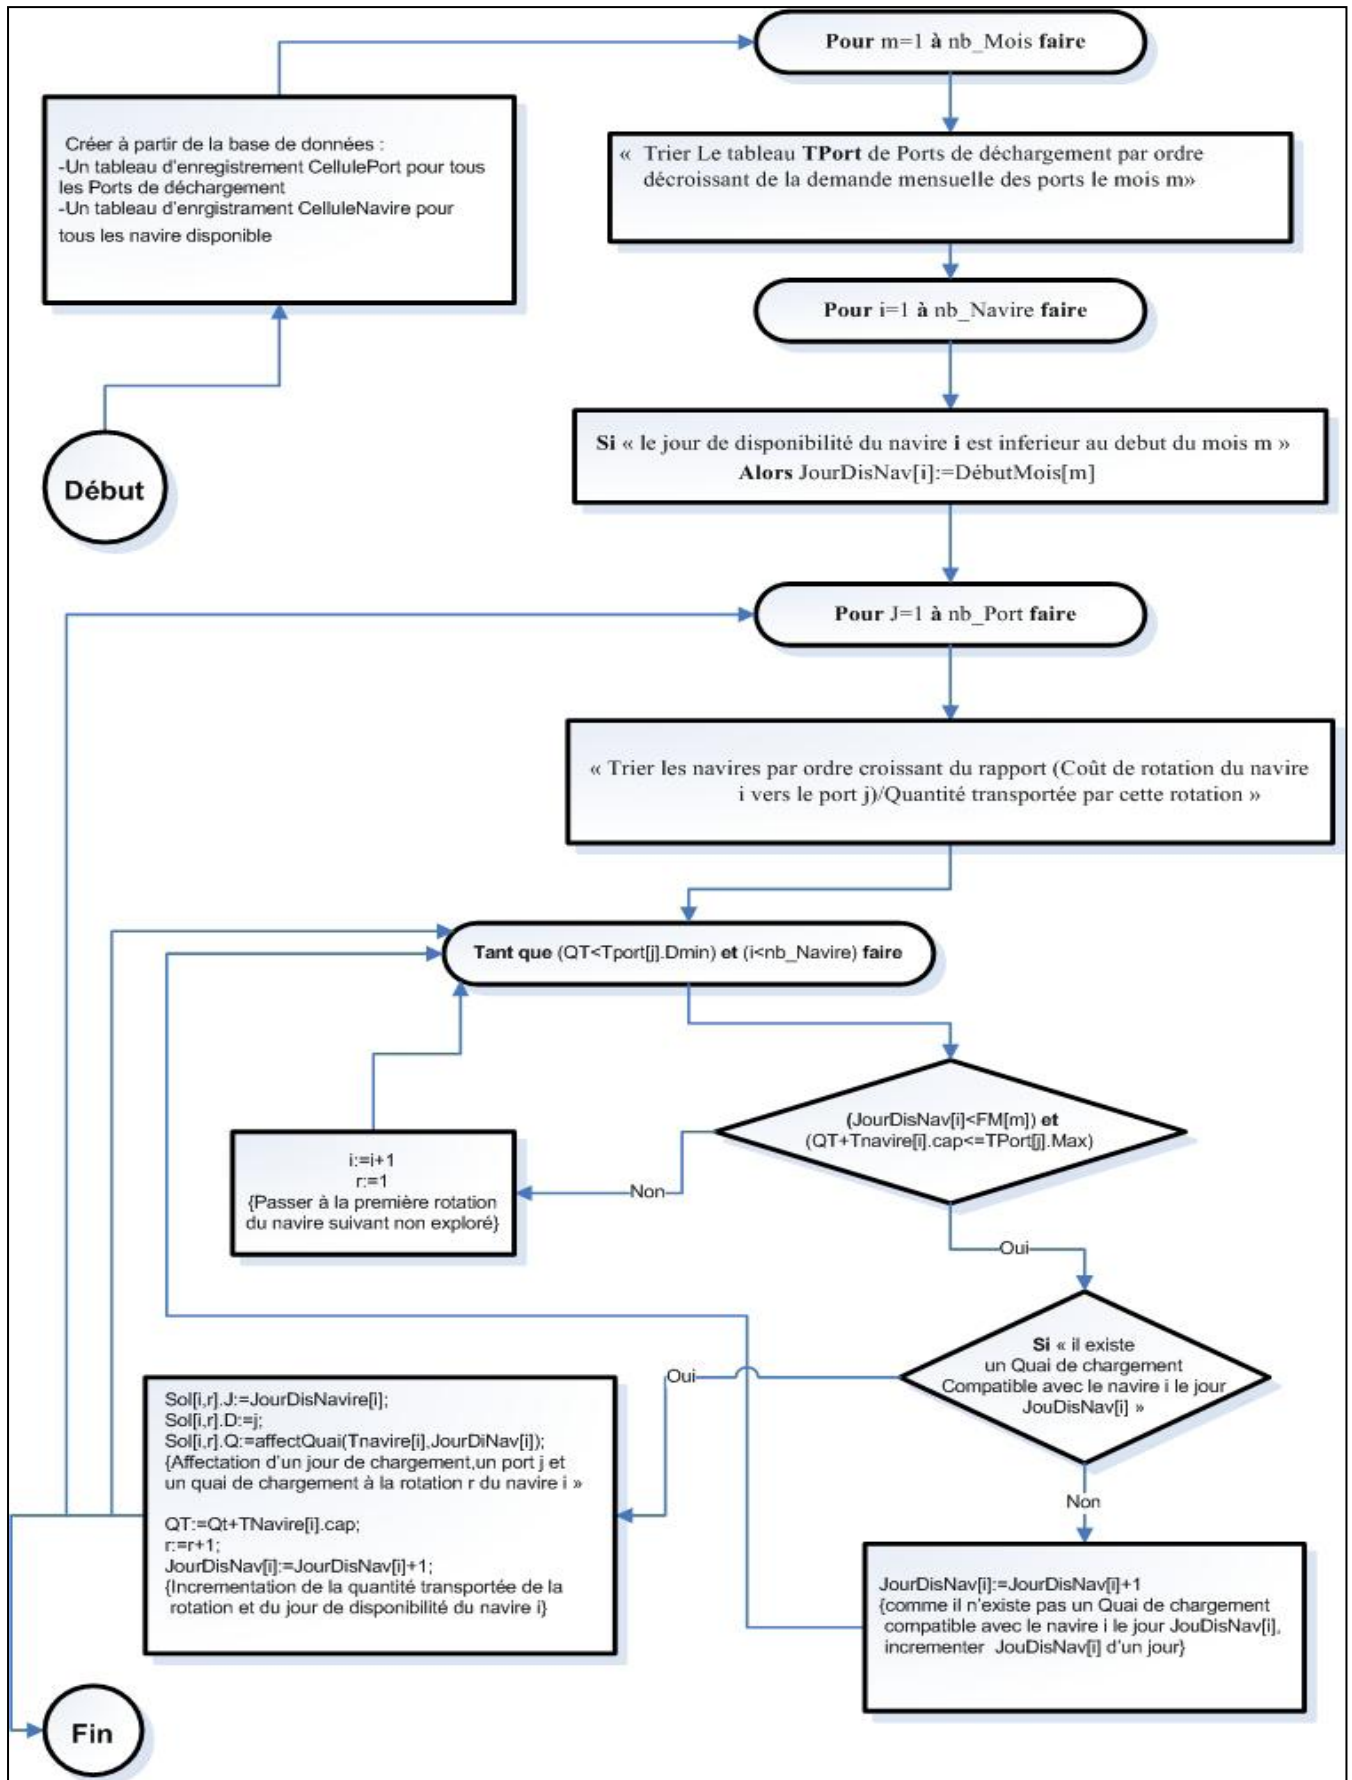 Pour m=1 à nb_Mois faire
Créer à partir de la base de données :
-Un tableau d'enregistrement CellulePort pour tous
les Ports de déchargement
-Un tableau d'enrgistrament CelluleNavire pour
tous les navire disponible
« Trier Le tableau TPort de Ports de déchargement par ordre
décroissant de la demande mensuelle des ports le mois m»
Pour i=1 à nb_Navire faire
Début
Si « le jour de disponibilité du navire i est inferieur au debut du mois m »
Alors JourDisNav[i]:=DébutMois[m]
Pour J=1 à nb_Port faire
« Trier les navires par ordre croissant du rapport (Coût de rotation du navire
i vers le port j)/Quantité transportée par cette rotation »
Tant que (QT<Tport[j].Dmin) et (i<nb_Navire) faire
(JourDisNav[i]<FM[m]) et
(QT+Tnavire[i].cap<=TPort[j].Max)
i:=i+1
r:=1
{Passer à la première rotation
du navire suivant non exploré}
Non
Oui
Si « il existe
un Quai de chargement
Compatible avec le navire i le jour
JouDisNav[i] »
Oui
Sol[i,r].J:=JourDisNavire[i];
Sol[i,r].D:=j;
Sol[i,r].Q:=affectQuai(Tnavire[i],JourDiNav[i]);
{Affectation d'un jour de chargement,un port j et
un quai de chargement à la rotation r du navire i »
QT:=Qt+TNavire[i].cap;
r:=r+1;
JourDisNav[i]:=JourDisNav[i]+1;
{Incrementation de la quantité transportée de la
rotation et du jour de disponibilité du navire i}
Non
JourDisNav[i]:=JourDisNav[i]+1
{comme il n'existe pas un Quai de chargement
compatible avec le navire i le jour JouDisNav[i],
incrementer JouDisNav[i] d'un jour}
Fin